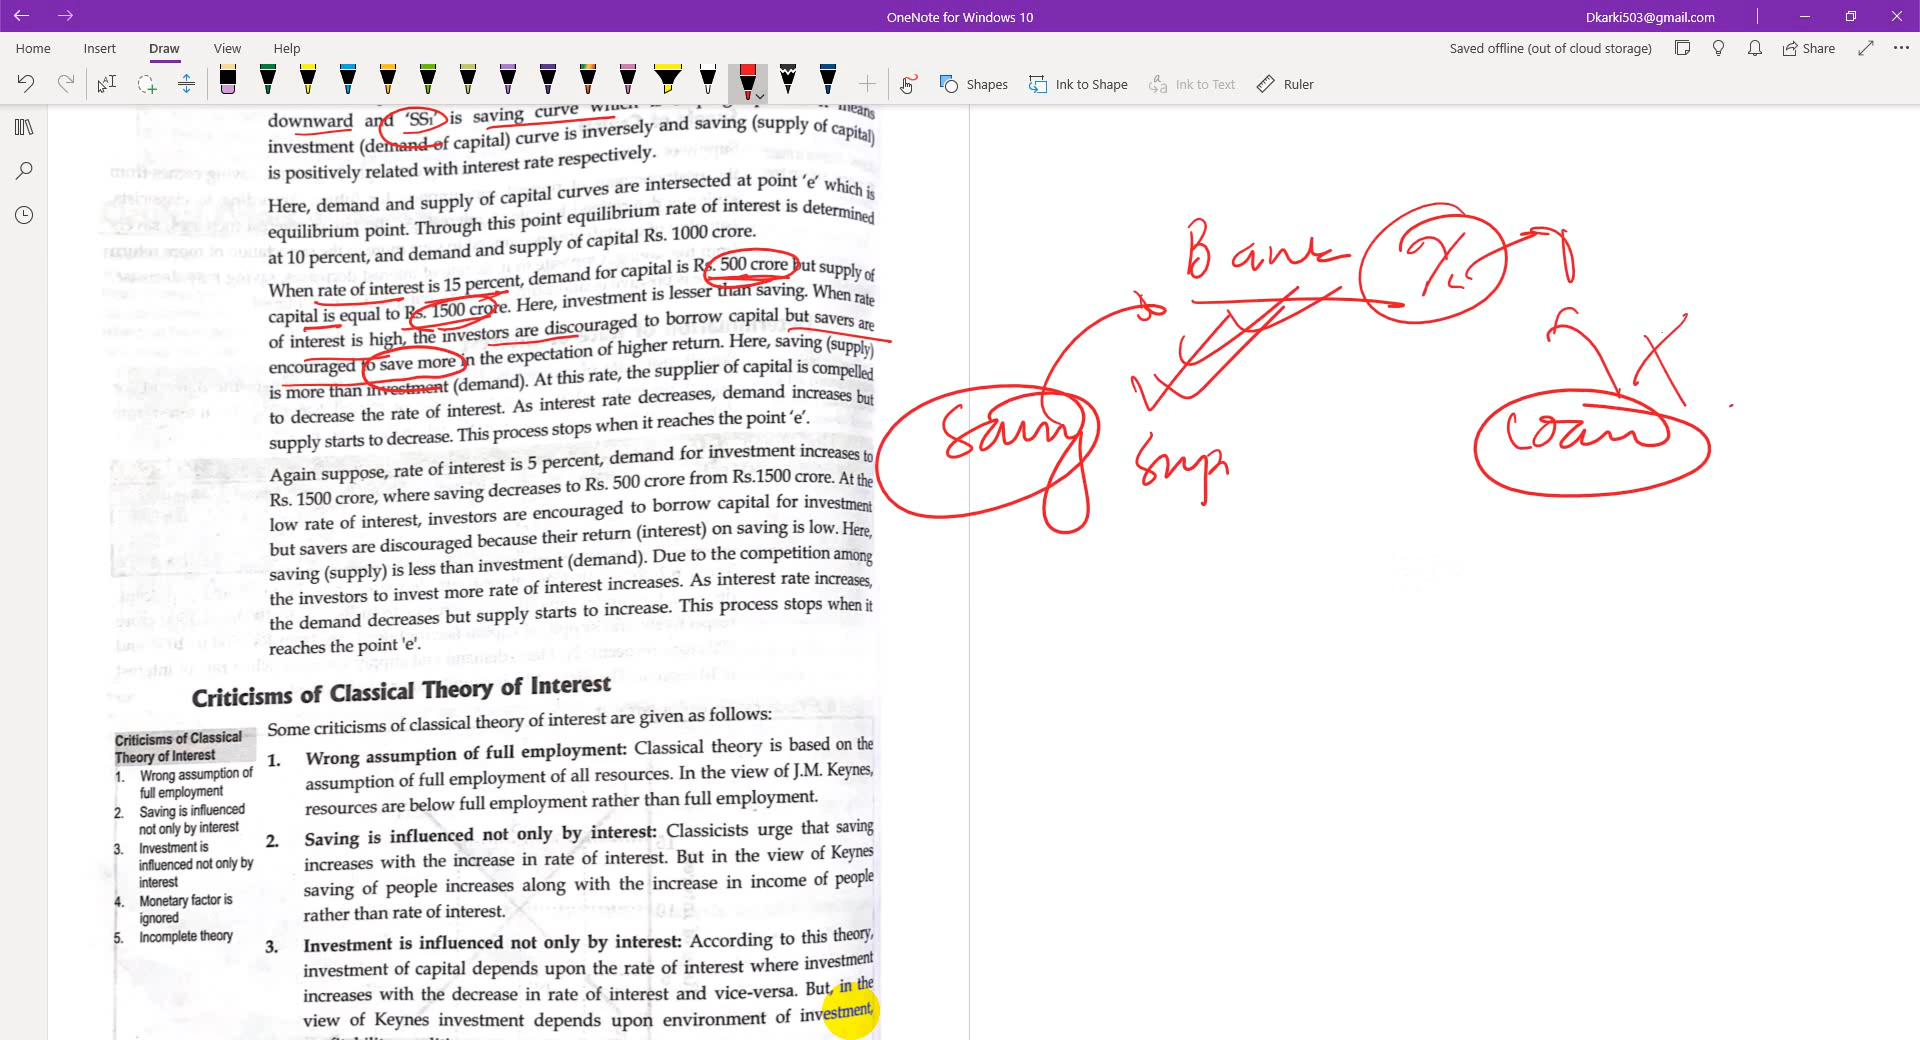 OneNote for Windows 10
Dkarki503@gmail.com
Home Insert Draw View Help
Saved offline (out of cloud storage)
Share
Shapes
Ink to Shape
Ink to Text
Ruler
means
downward and ‘SS₁’ is saving curve which is
investment (demand of capital) curve is inversely and saving (supply of capital)
is positively related with interest rate respectively.
Here, demand and supply of capital curves are intersected at point ‘e’ which is
equilibrium point. Through this point equilibrium rate of interest is determined
at 10 percent, and demand and supply of capital Rs. 1000 crore.
When rate of interest is 15 percent, demand for capital is Rs. 500 crore but supply of
capital is equal to Rs. 1500 crore. Here, investment is lesser than saving. When rate
of interest is high, the investors are discouraged to borrow capital but savers are
encouraged to save more in the expectation of higher return. Here, saving (supply)
is more than investment (demand). At this rate, the supplier of capital is compelled
to decrease the rate of interest. As interest rate decreases, demand increases but
supply starts to decrease. This process stops when it reaches the point ‘e’.
Again suppose, rate of interest is 5 percent, demand for investment increases to
Rs. 1500 crore, where saving decreases to Rs. 500 crore from Rs.1500 crore. At the
low rate of interest, investors are encouraged to borrow capital for investment
but savers are discouraged because their return (interest) on saving is low. Here,
saving (supply) is less than investment (demand). Due to the competition among
the investors to invest more rate of interest increases. As interest rate increases,
the demand decreases but supply starts to increase. This process stops when it
reaches the point 'e'.
Criticisms of Classical Theory of Interest
Some criticisms of classical theory of interest are given as follows:
Criticisms of Classical
Theory of Interest
1. Wrong assumption of
full employment
2. Saving is influenced
not only by interest
3. Investment is
influenced not only by
interest
4. Monetary factor is
ignored
5. Incomplete theory
1. Wrong assumption of full employment: Classical theory is based on the
assumption of full employment of all resources. In the view of J.M. Keynes,
resources are below full employment rather than full employment.
2. Saving is influenced not only by interest: Classicists urge that saving
increases with the increase in rate of interest. But in the view of Keynes
saving of people increases along with the increase in income of people
rather than rate of interest.
3. Investment is influenced not only by interest: According to this theory,
investment of capital depends upon the rate of interest where investment
increases with the decrease in rate of interest and vice-versa. But, in the
view of Keynes investment depends upon environment of investment,
Bank %
Saving
Sup
Loan